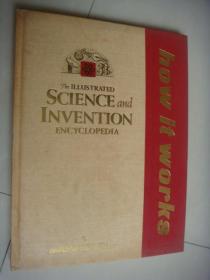 The ILLUSTRATED
SCIENCE and
INVENTION
ENCYCLOPEDIA
how it works